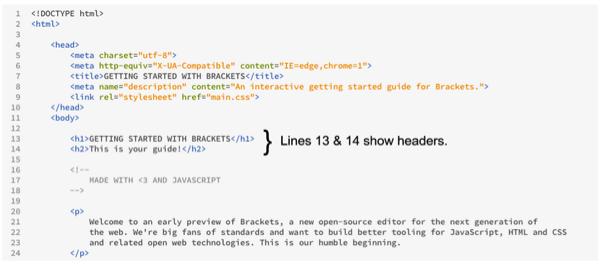 1 <!DOCTYPE html>
2 <html>
3
4 <head>
5 <meta charset="utf-8">
6 <meta http-equiv="X-UA-Compatible" content="IE=edge,chrome=1">
7 <title>GETTING STARTED WITH BRACKETS</title>
8 <meta name="description" content="An interactive getting started guide for Brackets.">
9 <link rel="stylesheet" href="main.css">
10 </head>
11 <body>
12
13 <h1>GETTING STARTED WITH BRACKETS</h1> } Lines 13 & 14 show headers.
14 <h2>This is your guide!</h2>
15
16 <!--
17 MADE WITH <3 AND JAVASCRIPT
18 -->
19
20 <p>
21 Welcome to an early preview of Brackets, a new open-source editor for the next generation of
22 the web. We're big fans of standards and want to build better tooling for JavaScript, HTML and CSS
23 and related open web technologies. This is our humble beginning.
24 </p>